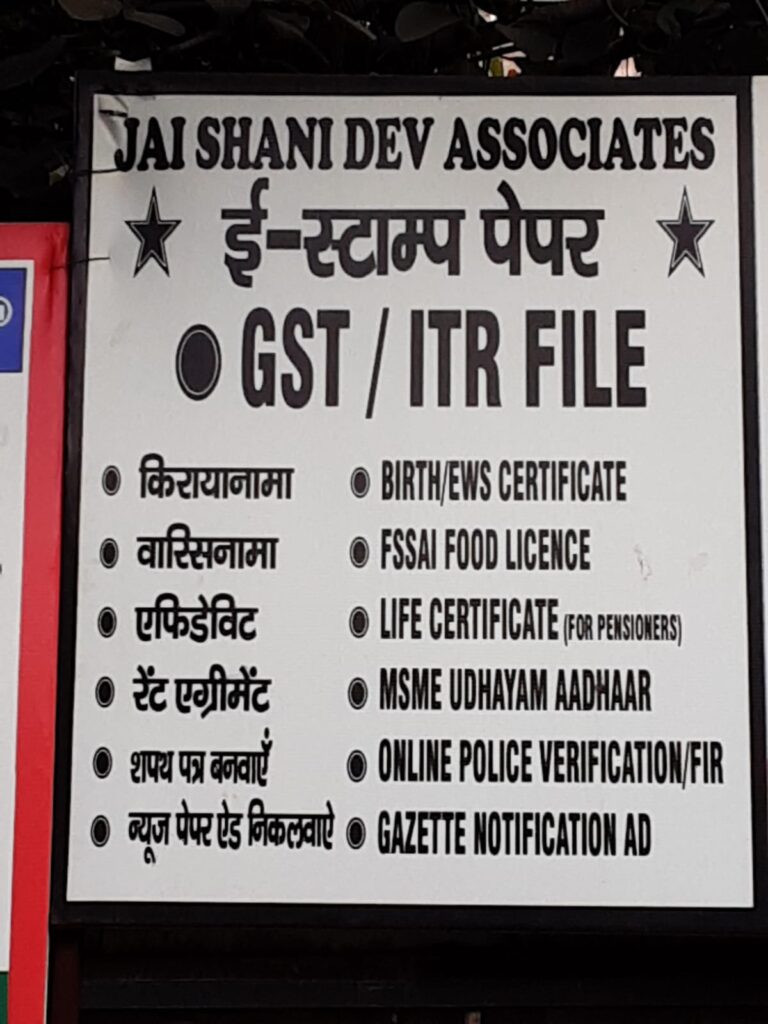 JAI SHANI DEV ASSOCIATES
ई-स्टाम्प पेपर
GST / ITR FILE
किरायानामा
वारिसनामा
एफिडेविट
रेंट एग्रीमेंट
शपथ पत्र बनवाएँ
न्यूज पेपर ऐड निकलवाऐ
BIRTH/EWS CERTIFICATE
FSSAI FOOD LICENCE
LIFE CERTIFICATE (FOR PENSIONERS)
MSME UDHAYAM AADHAAR
ONLINE POLICE VERIFICATION/FIR
GAZETTE NOTIFICATION AD